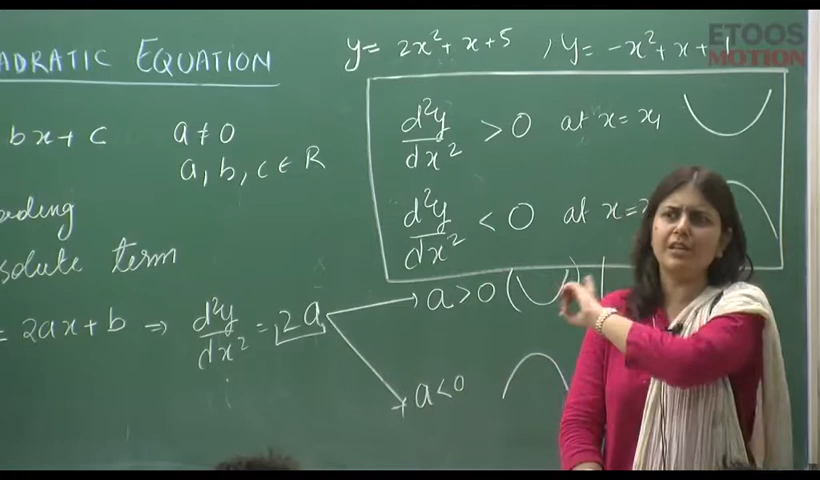 ETOOS
MOTION
ADRATIC EQUATION
y = 2x² + x + 5 , y = -x² + x + 1
bx + c a ≠ 0
a, b, c ∈ R
d²y/dx² > 0 at x = x₁
d²y/dx² < 0 at x =
eading
solute term
= 2ax + b ⇒ d²y/dx² = 2a
a > 0
a < 0